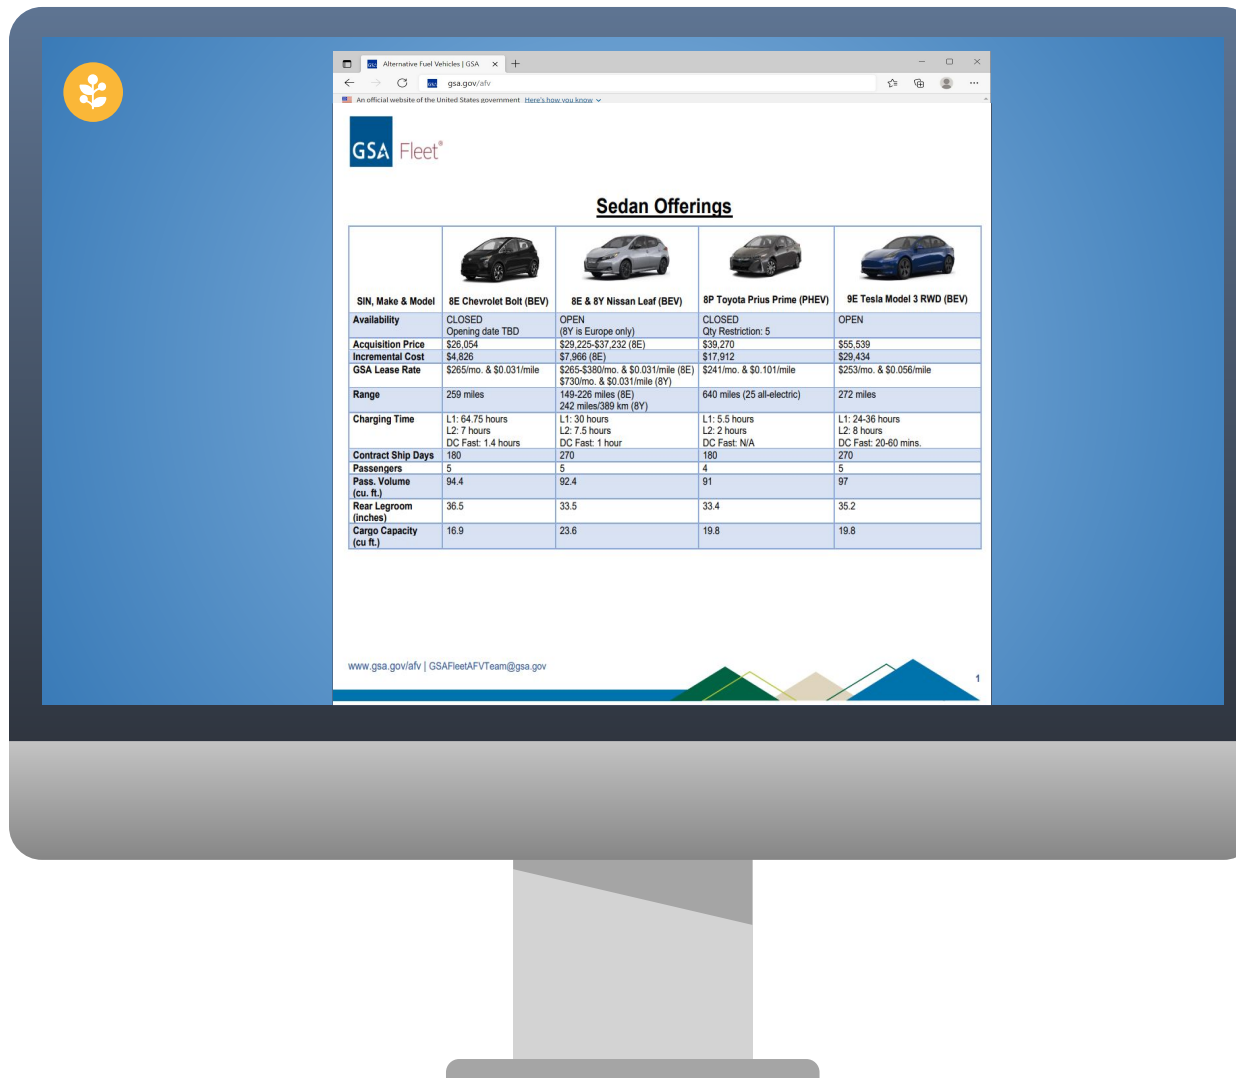 Alternative Fuel Vehicles | GSA
gsa.gov/afv
An official website of the United States government Here's how you know
GSA Fleet®
Sedan Offerings
SIN, Make & Model 8E Chevrolet Bolt (BEV) 8E & 8Y Nissan Leaf (BEV) 8P Toyota Prius Prime (PHEV) 9E Tesla Model 3 RWD (BEV)
Availability CLOSED OPEN CLOSED OPEN
Opening date TBD (8Y is Europe only) Qty Restriction: 5
Acquisition Price $26,054 $29,225-$37,232 (8E) $39,270 $55,539
Incremental Cost $4,826 $7,966 (8E) $17,912 $29,434
GSA Lease Rate $265/mo. & $0.031/mile $265-$380/mo. & $0.031/mile (8E) $241/mo. & $0.101/mile $253/mo. & $0.056/mile
$730/mo. & $0.031/mile (8Y)
Range 259 miles 149-226 miles (8E) 640 miles (25 all-electric) 272 miles
242 miles/389 km (8Y)
Charging Time L1: 64.75 hours L1: 30 hours L1: 5.5 hours L1: 24-36 hours
L2: 7 hours L2: 7.5 hours L2: 2 hours L2: 8 hours
DC Fast: 1.4 hours DC Fast: 1 hour DC Fast: N/A DC Fast: 20-60 mins.
Contract Ship Days 180 270 180 270
Passengers 5 5 4 5
Pass. Volume 94.4 92.4 91 97
(cu. ft.)
Rear Legroom 36.5 33.5 33.4 35.2
(inches)
Cargo Capacity 16.9 23.6 19.8 19.8
(cu ft.)
www.gsa.gov/afv | GSAFleetAFVTeam@gsa.gov
1